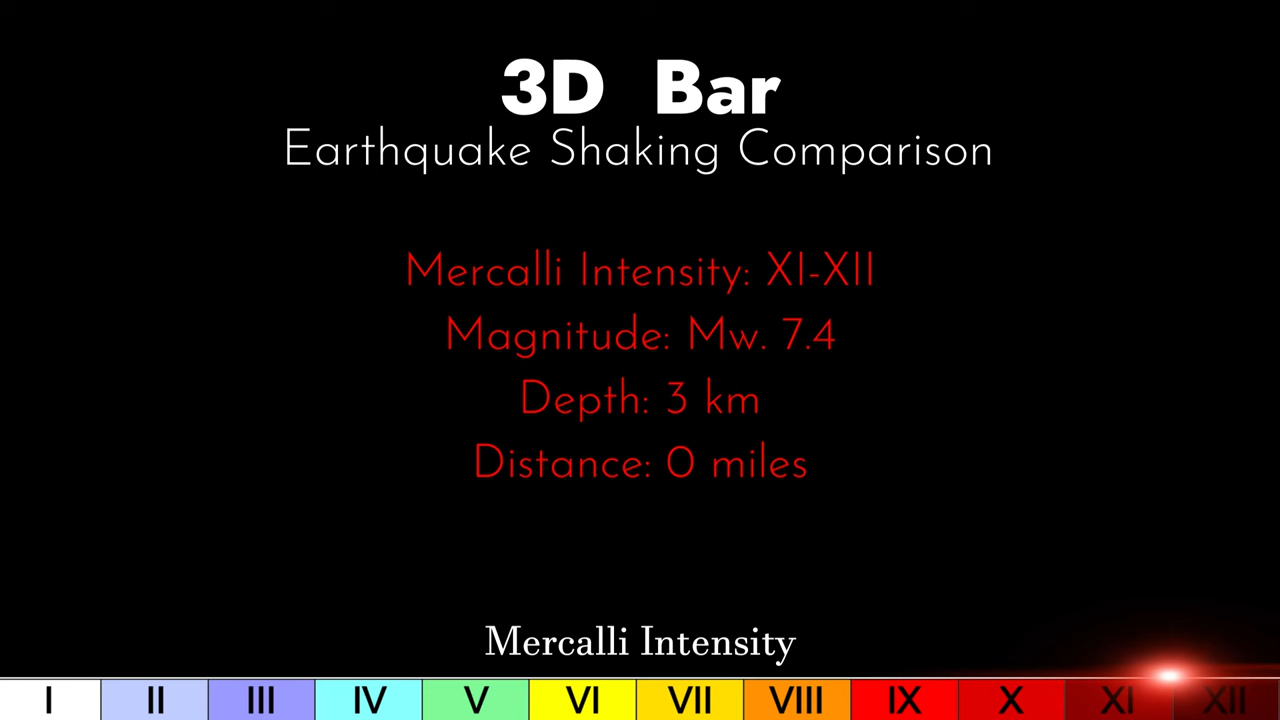 3D Bar
Earthquake Shaking Comparison
Mercalli Intensity: XI-XII
Magnitude: Mw. 7.4
Depth: 3 km
Distance: 0 miles
Mercalli Intensity
I II III IV V VI VII VIII IX X XI XII